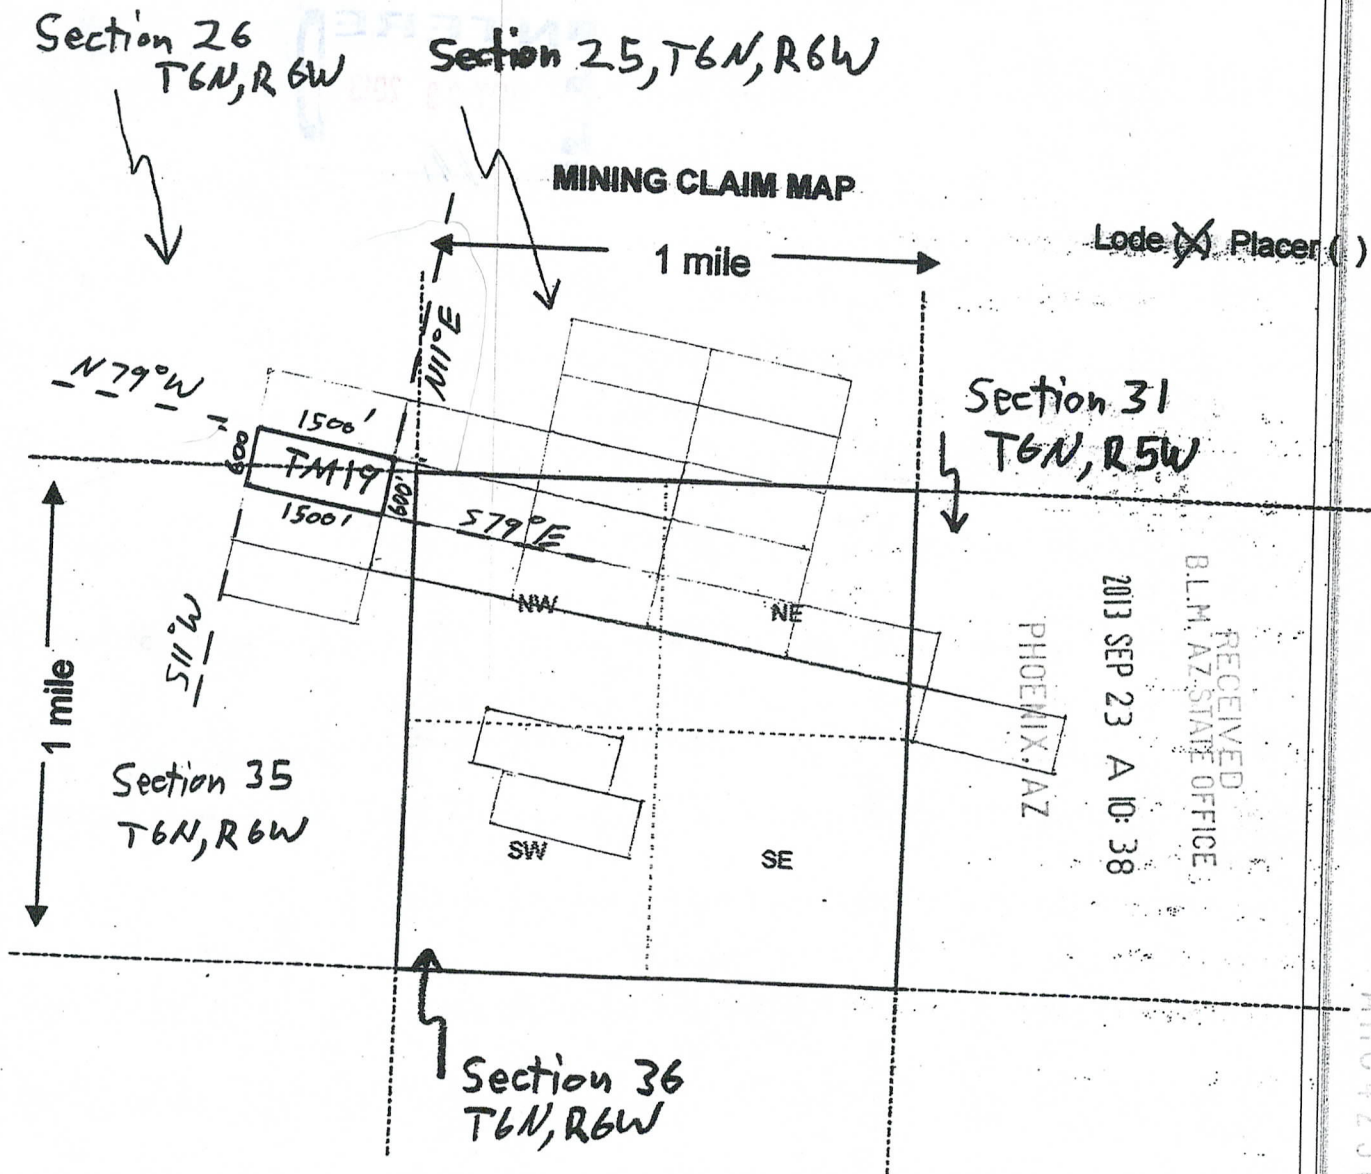 Section 26
T6N, R6W
Section 25, T6N, R6W
MINING CLAIM MAP
Lode (X) Placer ( )
1 mile
N11°E
N79°W
1500'
600
TM19
600'
1500'
S79°E
Section 31
T6N, R5W
NW
NE
S11°W
1 mile
Section 35
T6N, R6W
SW
SE
RECEIVED
B.L.M. AZ STATE OFFICE
2013 SEP 23 A 10: 38
PHOENIX, AZ
Section 36
T6N, R6W